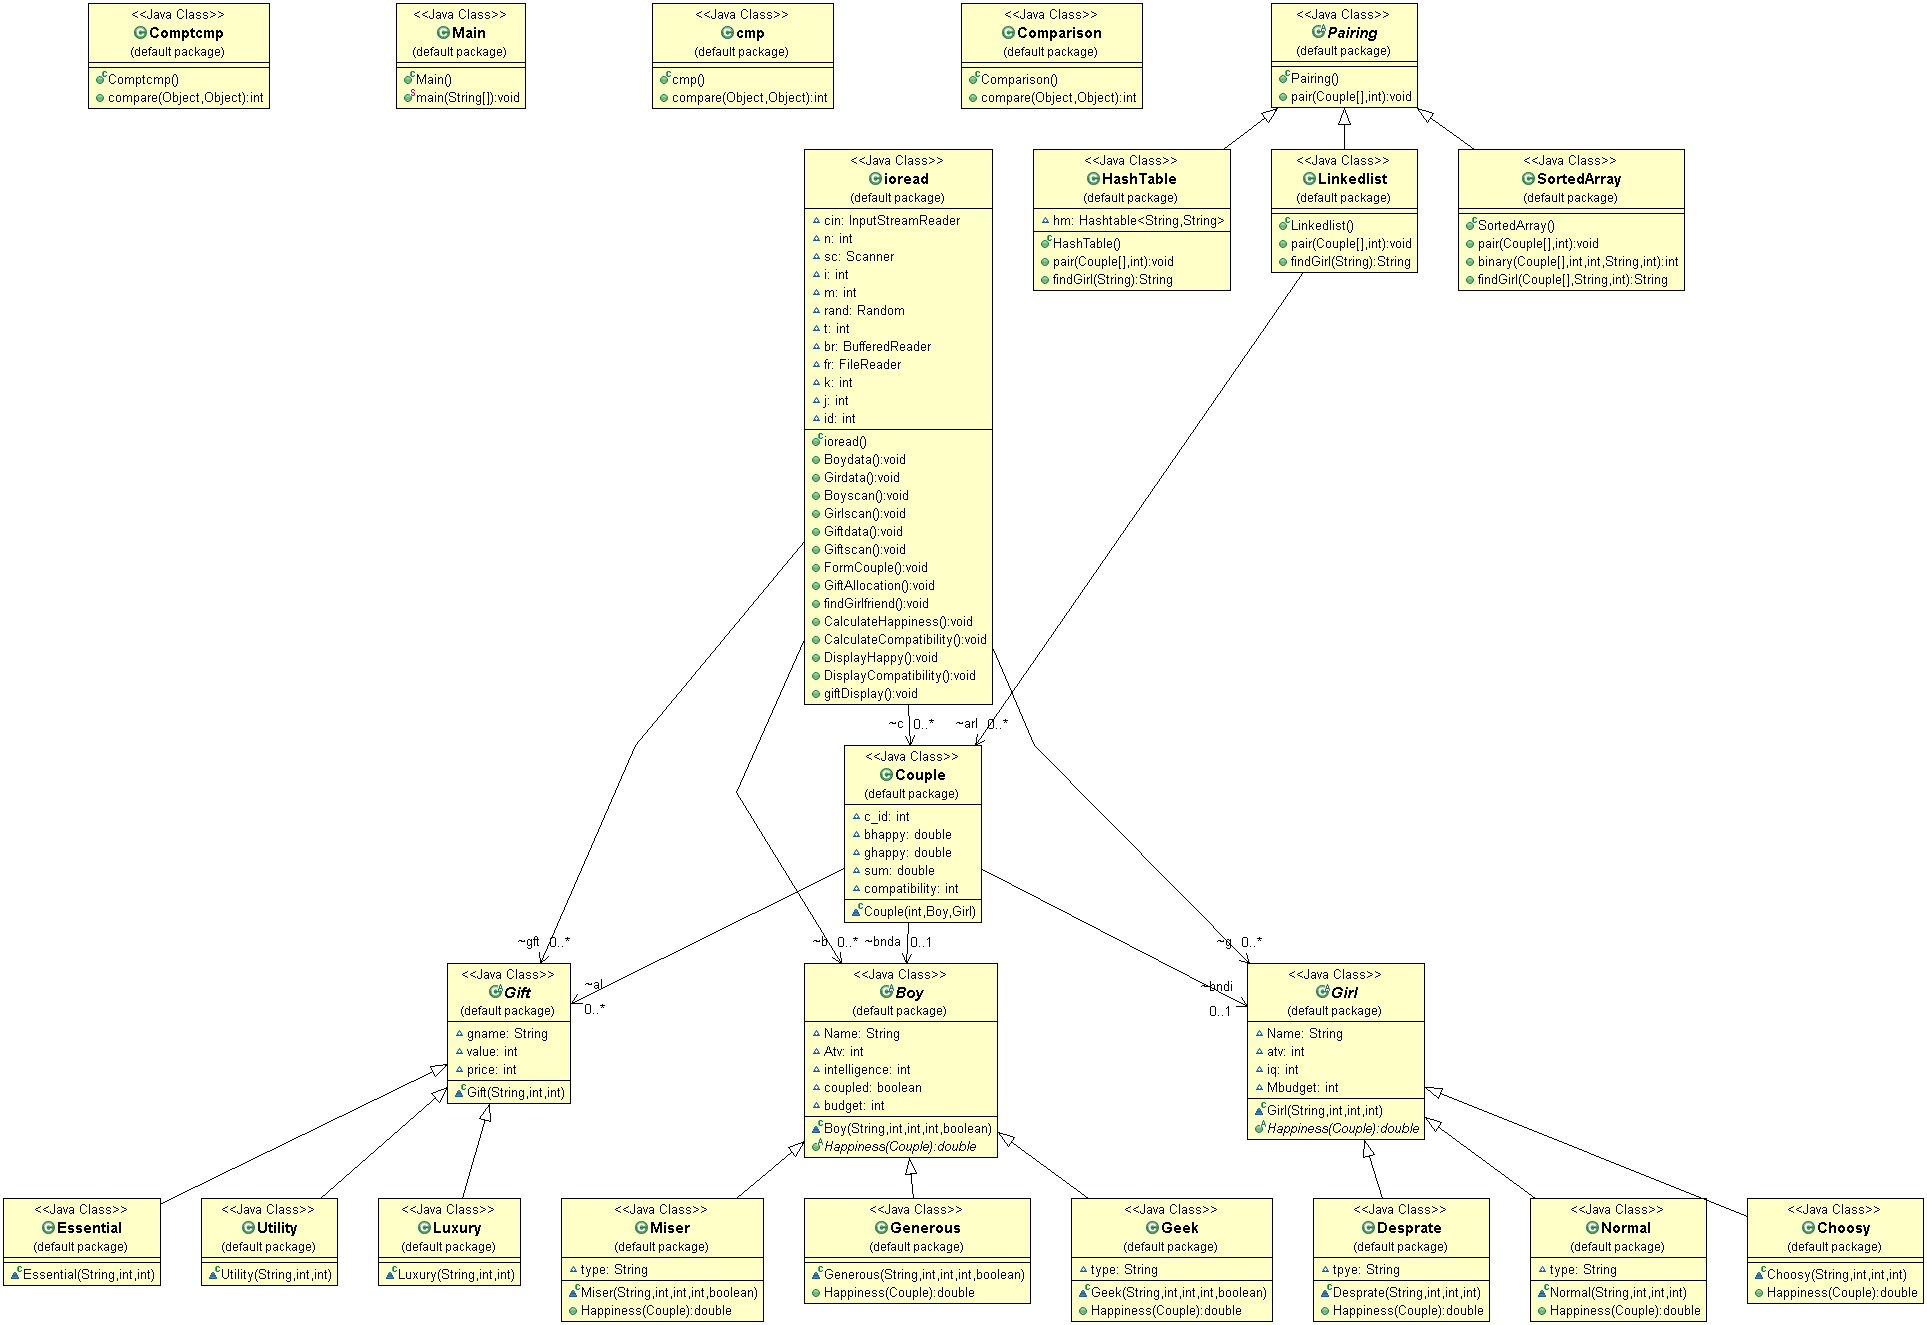 <<Java Class>>
Comptcmp
(default package)
Comptcmp()
compare(Object,Object):int
<<Java Class>>
Main
(default package)
Main()
main(String[]):void
<<Java Class>>
cmp
(default package)
cmp()
compare(Object,Object):int
<<Java Class>>
Comparison
(default package)
Comparison()
compare(Object,Object):int
<<Java Class>>
Pairing
(default package)
Pairing()
pair(Couple[],int):void
<<Java Class>>
ioread
(default package)
cin: InputStreamReader
n: int
sc: Scanner
i: int
m: int
rand: Random
t: int
br: BufferedReader
fr: FileReader
k: int
j: int
id: int
ioread()
Boydata():void
Girdata():void
Boyscan():void
Girlscan():void
Giftdata():void
Giftscan():void
FormCouple():void
GiftAllocation():void
findGirlfriend():void
CalculateHappiness():void
CalculateCompatibility():void
DisplayHappy():void
DisplayCompatibility():void
giftDisplay():void
<<Java Class>>
HashTable
(default package)
hm: Hashtable<String,String>
HashTable()
pair(Couple[],int):void
findGirl(String):String
<<Java Class>>
Linkedlist
(default package)
Linkedlist()
pair(Couple[],int):void
findGirl(String):String
<<Java Class>>
SortedArray
(default package)
SortedArray()
pair(Couple[],int):void
binary(Couple[],int,int,String,int):int
findGirl(Couple[],String,int):String
~c 0..*
~arl 0..*
<<Java Class>>
Couple
(default package)
c_id: int
bhappy: double
ghappy: double
sum: double
compatibility: int
Couple(int,Boy,Girl)
~gft 0..*
~b 0..*
~bnda 0..1
~g 0..*
~al
0..*
~bndi
0..1
<<Java Class>>
Gift
(default package)
gname: String
value: int
price: int
Gift(String,int,int)
<<Java Class>>
Boy
(default package)
Name: String
Atv: int
intelligence: int
coupled: boolean
budget: int
Boy(String,int,int,int,boolean)
Happiness(Couple):double
<<Java Class>>
Girl
(default package)
Name: String
atv: int
iq: int
Mbudget: int
Girl(String,int,int,int)
Happiness(Couple):double
<<Java Class>>
Essential
(default package)
Essential(String,int,int)
<<Java Class>>
Utility
(default package)
Utility(String,int,int)
<<Java Class>>
Luxury
(default package)
Luxury(String,int,int)
<<Java Class>>
Miser
(default package)
type: String
Miser(String,int,int,int,boolean)
Happiness(Couple):double
<<Java Class>>
Generous
(default package)
Generous(String,int,int,int,boolean)
Happiness(Couple):double
<<Java Class>>
Geek
(default package)
type: String
Geek(String,int,int,int,boolean)
Happiness(Couple):double
<<Java Class>>
Desprate
(default package)
tpye: String
Desprate(String,int,int,int)
Happiness(Couple):double
<<Java Class>>
Normal
(default package)
type: String
Normal(String,int,int,int)
Happiness(Couple):double
<<Java Class>>
Choosy
(default package)
Choosy(String,int,int,int)
Happiness(Couple):double